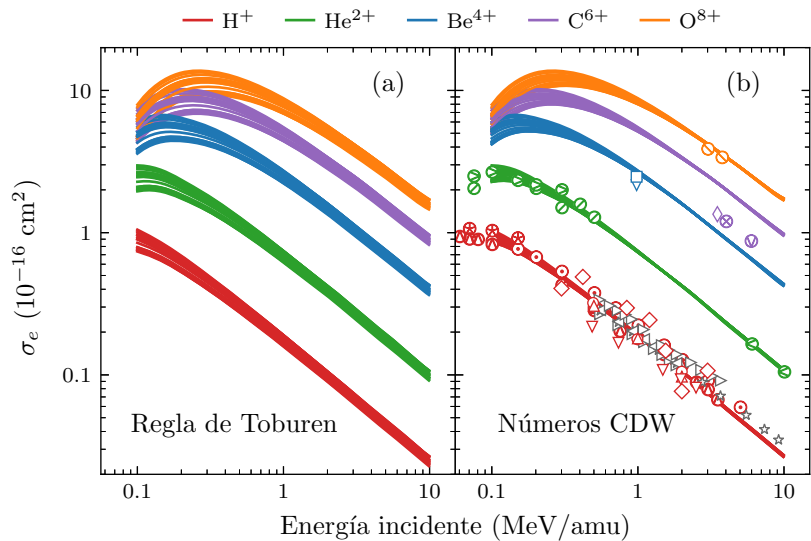 H⁺ He²⁺ Be⁴⁺ C⁶⁺ O⁸⁺
(a) (b)
10
1
0.1
σₑ (10⁻¹⁶ cm²)
Regla de Toburen Números CDW
0.1 1 10 0.1 1 10
Energía incidente (MeV/amu)